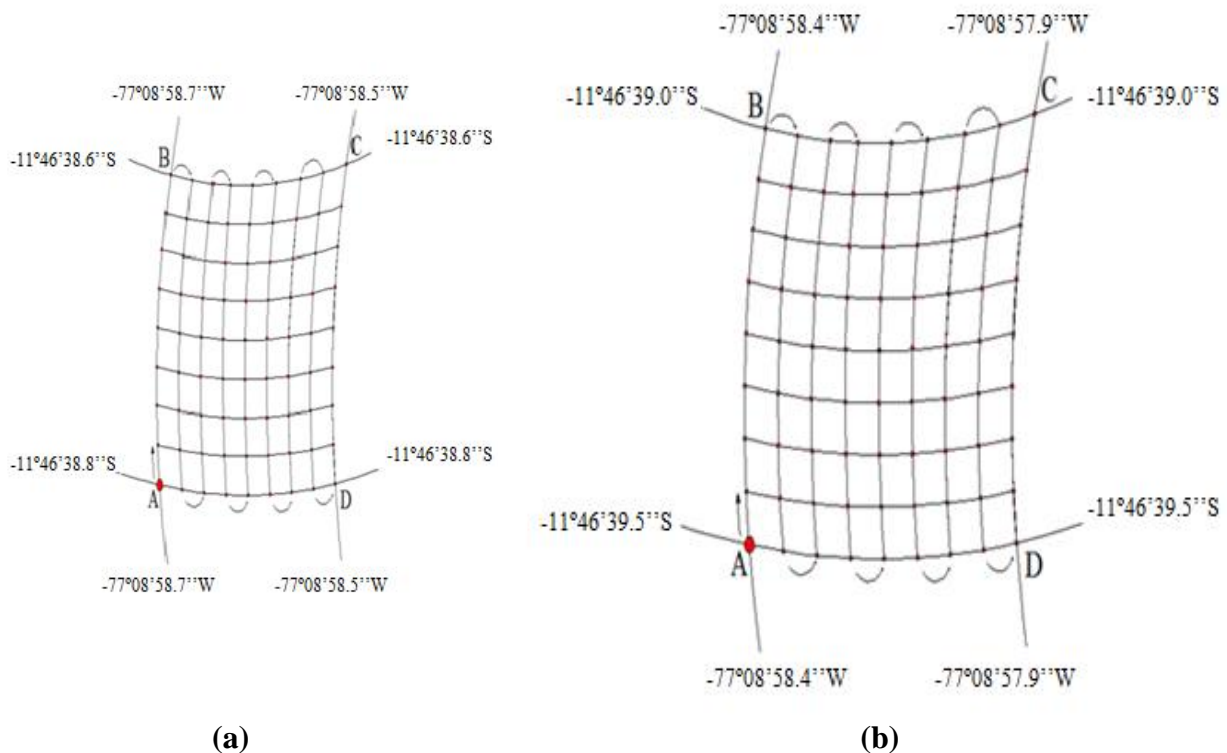 -77°08’58.7’’W
-77°08’58.5’’W
-11°46’38.6’’S
B
C
-11°46’38.6’’S
-11°46’38.8’’S
A
D
-11°46’38.8’’S
-77°08’58.7’’W
-77°08’58.5’’W
(a)
-77°08’58.4’’W
-77°08’57.9’’W
-11°46’39.0’’S
B
C
-11°46’39.0’’S
-11°46’39.5’’S
A
D
-11°46’39.5’’S
-77°08’58.4’’W
-77°08’57.9’’W
(b)